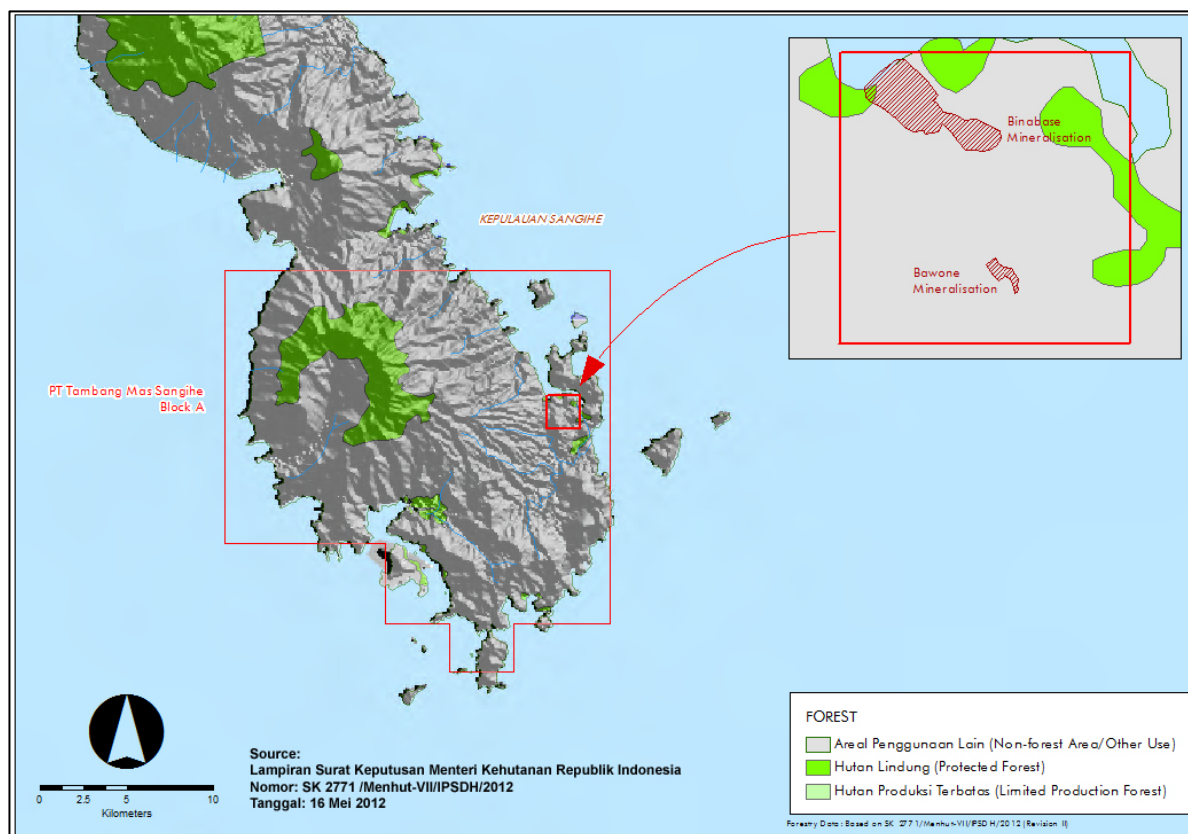 KEPULAUAN SANGIHE
PT Tambang Mas Sangihe
Block A
Binabase
Mineralisation
Bawone
Mineralisation
0 2.5 5 10
Kilometers
Source:
Lampiran Surat Keputusan Menteri Kehutanan Republik Indonesia
Nomor: SK 2771 /Menhut-VII/IPSDH/2012
Tanggal: 16 Mei 2012
FOREST
Areal Penggunaan Lain (Non-forest Area/Other Use)
Hutan Lindung (Protected Forest)
Hutan Produksi Terbatas (Limited Production Forest)
Forestry Data: Based on SK 2771/Menhut-VII/IPSDH/2012 (Revision II)